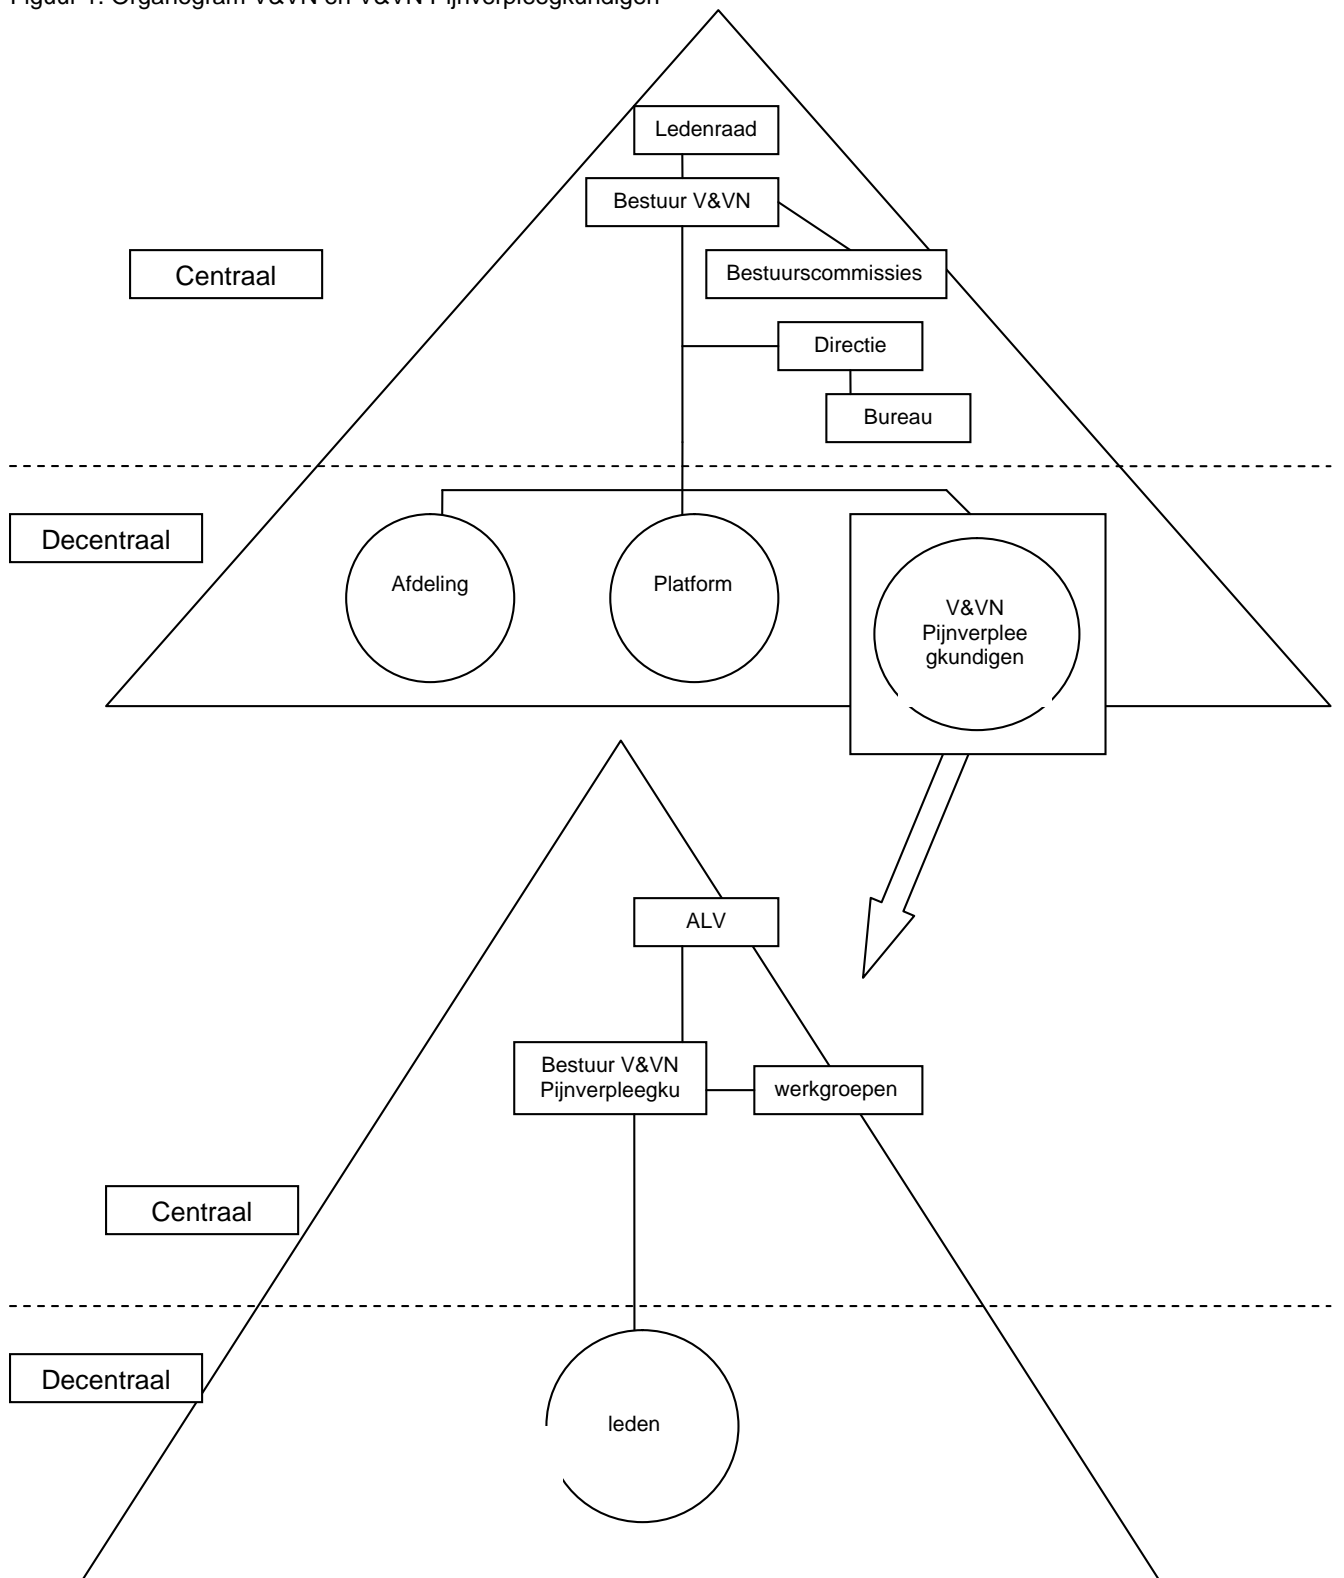 Figuur 1: Organogram V&VN en V&VN Pijnverpleegkundigen
Ledenraad
Bestuur V&VN
Centraal
Bestuurscommissies
Directie
Bureau
Decentraal
Afdeling
Platform
V&VN
Pijnverplee
gkundigen
ALV
Bestuur V&VN
Pijnverpleegku
werkgroepen
Centraal
Decentraal
leden